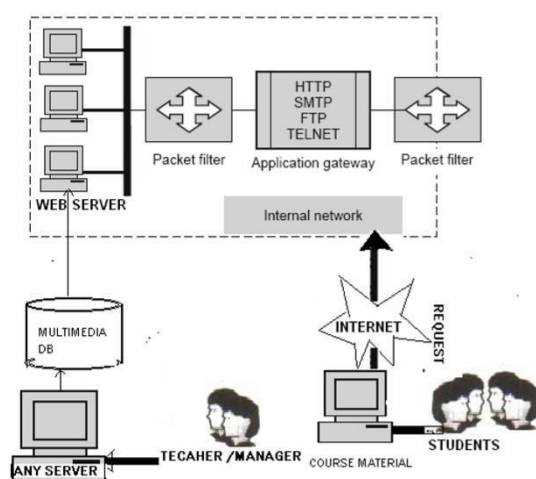 HTTP
SMTP
FTP
TELNET
Packet filter
Application gateway
Packet filter
WEB SERVER
Internal network
MULTIMEDIA
DB
INTERNET
REQUEST
TECAHER /MANAGER
STUDENTS
ANY SERVER
COURSE MATERIAL